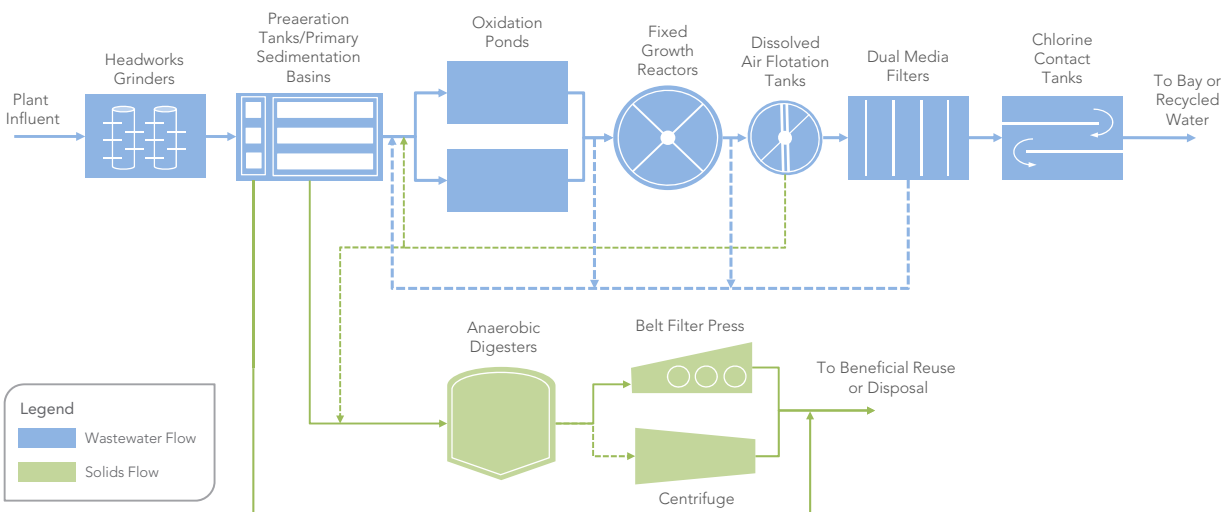 Plant
Influent
Headworks
Grinders
Preaeration
Tanks/Primary
Sedimentation
Basins
Oxidation
Ponds
Fixed
Growth
Reactors
Dissolved
Air Flotation
Tanks
Dual Media
Filters
Chlorine
Contact
Tanks
To Bay or
Recycled
Water
Anaerobic
Digesters
Belt Filter Press
Centrifuge
To Beneficial Reuse
or Disposal
Legend
Wastewater Flow
Solids Flow